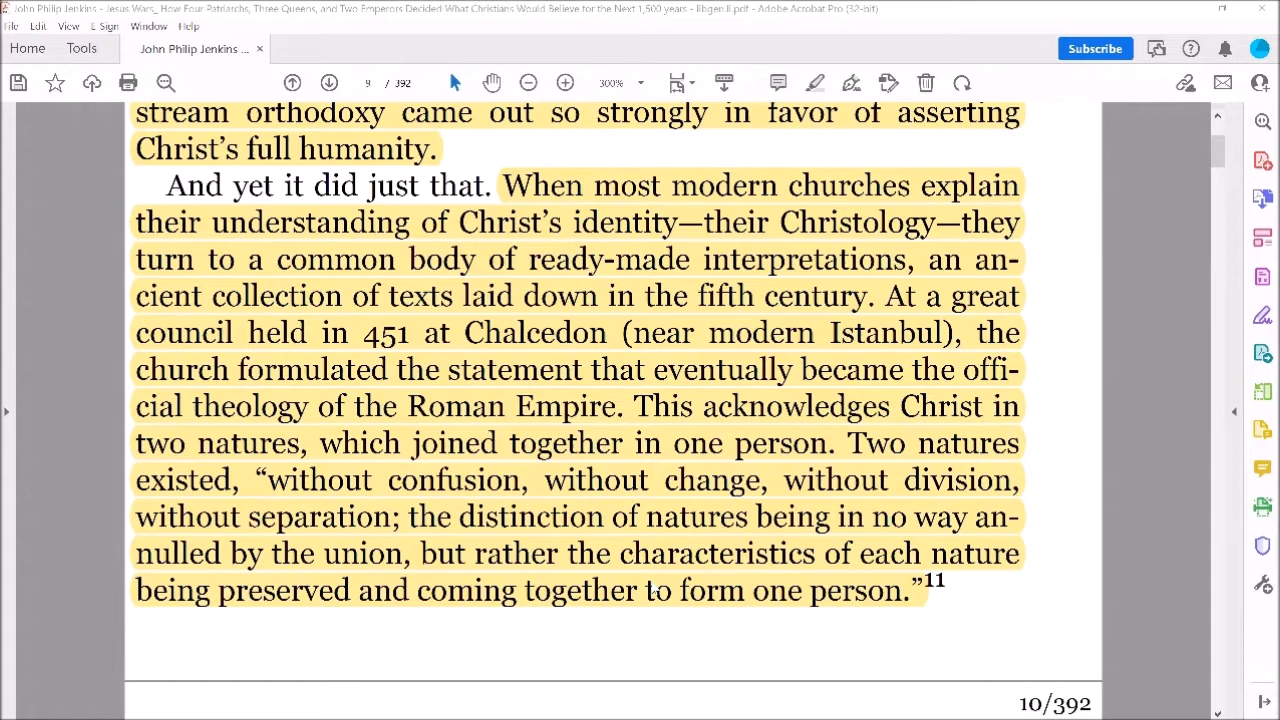 John Philip Jenkins - Jesus Wars_ How Four Patriarchs, Three Queens, and Two Emperors Decided What Christians Would Believe for the Next 1,500 years - libgen.li.pdf - Adobe Acrobat Pro (32-bit)
File Edit View E Sign Window Help
Home Tools John Philip Jenkins ... × Subscribe
9 / 392 300%
stream orthodoxy came out so strongly in favor of asserting
Christ’s full humanity.
And yet it did just that. When most modern churches explain
their understanding of Christ’s identity—their Christology—they
turn to a common body of ready-made interpretations, an an-
cient collection of texts laid down in the fifth century. At a great
council held in 451 at Chalcedon (near modern Istanbul), the
church formulated the statement that eventually became the offi-
cial theology of the Roman Empire. This acknowledges Christ in
two natures, which joined together in one person. Two natures
existed, “without confusion, without change, without division,
without separation; the distinction of natures being in no way an-
nulled by the union, but rather the characteristics of each nature
being preserved and coming together to form one person.”11
10/392